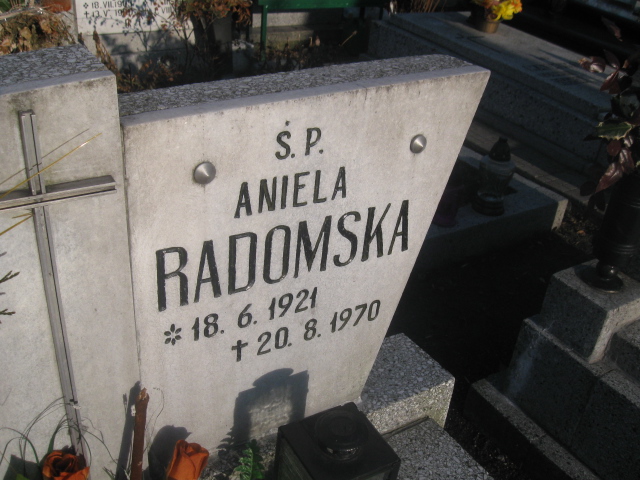 Ś.P.
ANIELA
RADOMSKA
* 18. 6. 1921
✝ 20. 8. 1970